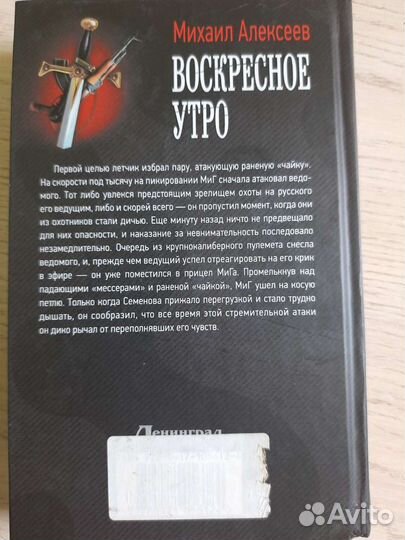 Михаил Алексеев
ВОСКРЕСНОЕ
УТРО
Первой целью летчик избрал пару, атакующую раненую «чайку».
На скорости под тысячу на пикировании МиГ сначала атаковал ведо-
мого. Тот либо увлекся предстоящим зрелищем охоты на русского
его ведущим, либо и скорей всего — он пропустил момент, когда они
из охотников стали дичью. Еще минуту назад ничто не предвещало
для них опасности, и наказание за невнимательность последовало
незамедлительно. Очередь из крупнокалиберного пулемета снесла
ведомого, и, прежде чем ведущий успел отреагировать на его крик
в эфире — он уже поместился в прицел МиГа. Промелькнув над
падающими «мессерами» и раненой «чайкой», МиГ ушел на косую
петлю. Только когда Семенова прижало перегрузкой и стало трудно
дышать, он сообразил, что все время этой стремительной атаки
он дико рычал от переполнявших его чувств.
Ленинград
Avito